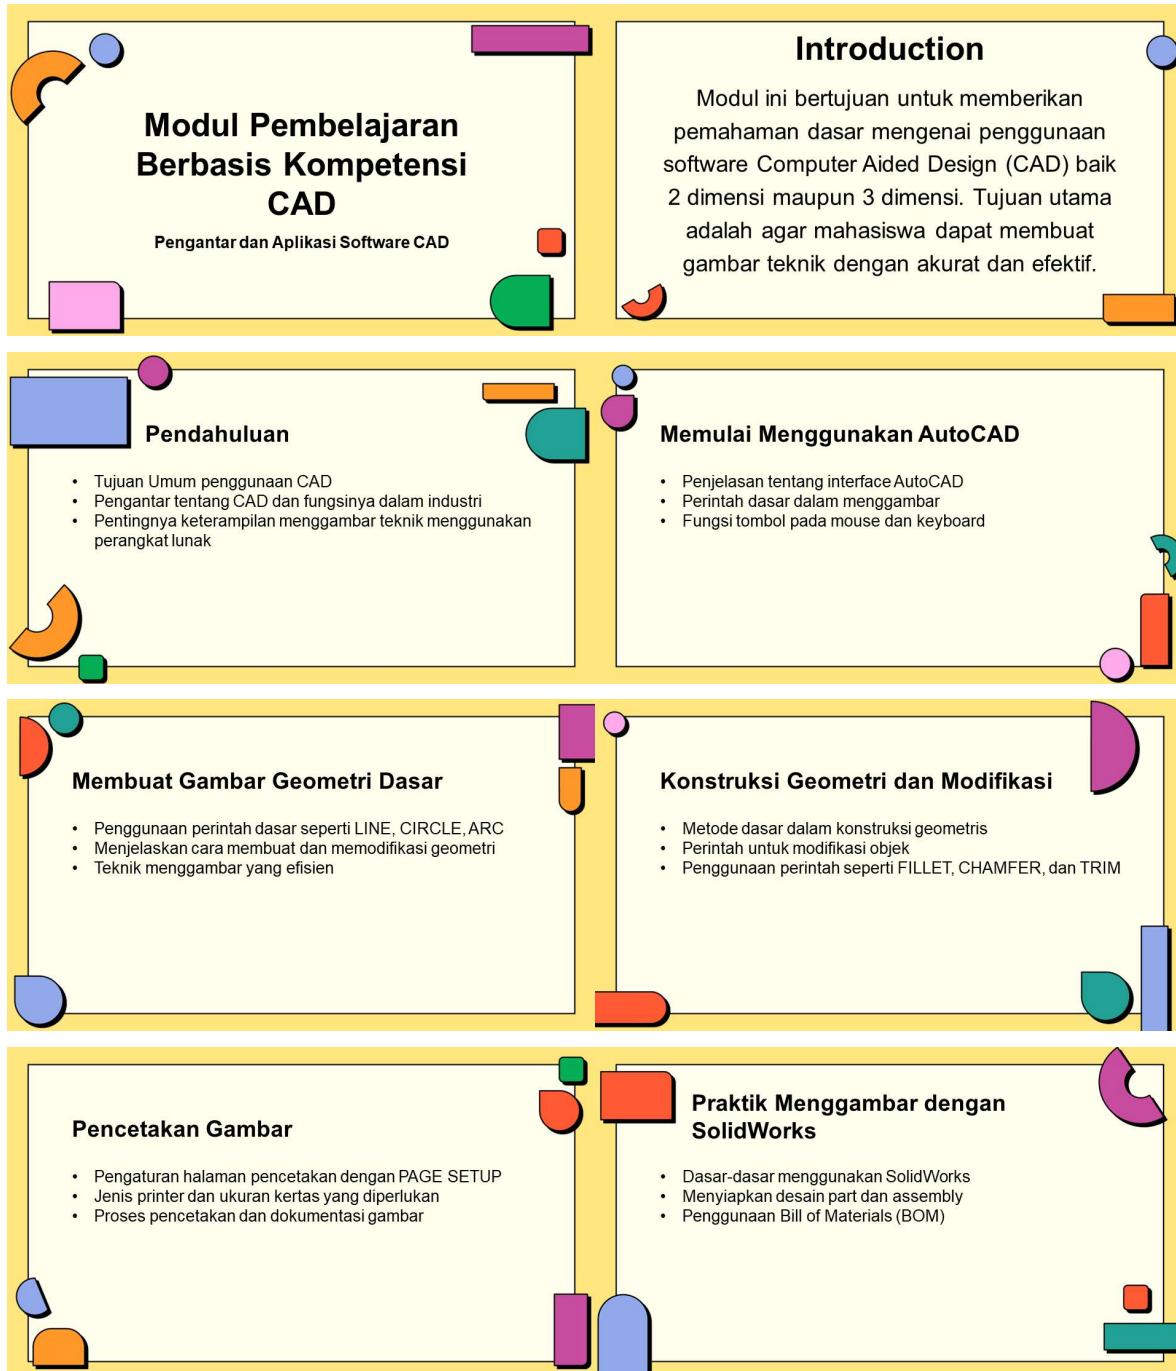 Modul Pembelajaran
Berbasis Kompetensi
CAD
Pengantar dan Aplikasi Software CAD
Introduction
Modul ini bertujuan untuk memberikan
pemahaman dasar mengenai penggunaan
software Computer Aided Design (CAD) baik
2 dimensi maupun 3 dimensi. Tujuan utama
adalah agar mahasiswa dapat membuat
gambar teknik dengan akurat dan efektif.
Pendahuluan
• Tujuan Umum penggunaan CAD
• Pengantar tentang CAD dan fungsinya dalam industri
• Pentingnya keterampilan menggambar teknik menggunakan
perangkat lunak
Memulai Menggunakan AutoCAD
• Penjelasan tentang interface AutoCAD
• Perintah dasar dalam menggambar
• Fungsi tombol pada mouse dan keyboard
Membuat Gambar Geometri Dasar
• Penggunaan perintah dasar seperti LINE, CIRCLE, ARC
• Menjelaskan cara membuat dan memodifikasi geometri
• Teknik menggambar yang efisien
Konstruksi Geometri dan Modifikasi
• Metode dasar dalam konstruksi geometris
• Perintah untuk modifikasi objek
• Penggunaan perintah seperti FILLET, CHAMFER, dan TRIM
Pencetakan Gambar
• Pengaturan halaman pencetakan dengan PAGE SETUP
• Jenis printer dan ukuran kertas yang diperlukan
• Proses pencetakan dan dokumentasi gambar
Praktik Menggambar dengan
SolidWorks
• Dasar-dasar menggunakan SolidWorks
• Menyiapkan desain part dan assembly
• Penggunaan Bill of Materials (BOM)